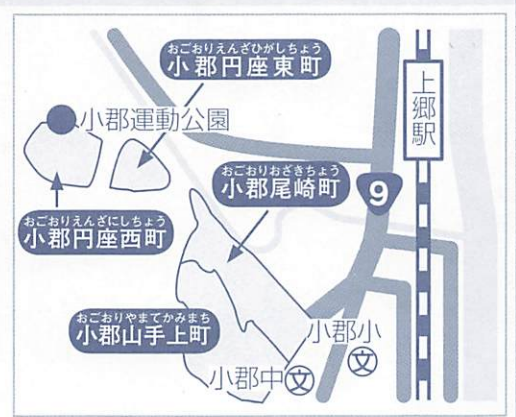 おごおりえんざひがしちょう
小郡円座東町
上郷駅
小郡運動公園
おごおりおざきちょう
小郡尾崎町
9
おごおりえんざにしちょう
小郡円座西町
おごおりやまてかみまち
小郡山手上町
小郡小
文
小郡中
文